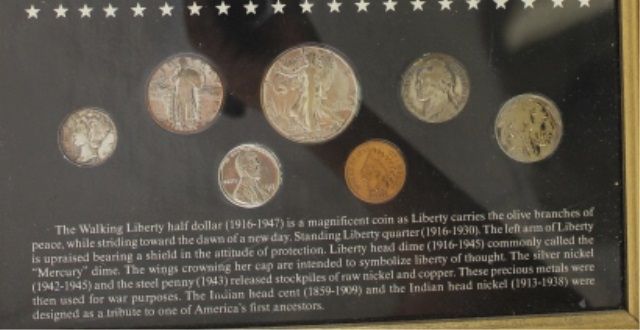 The Walking Liberty half dollar (1916-1947) is a magnificent coin as Liberty carries the olive branches of
peace, while striding toward the dawn of a new day. Standing Liberty quarter (1916-1930). The left arm of Liberty
is upraised bearing a shield in the attitude of protection. Liberty head dime (1916-1945) commonly called the
"Mercury" dime. The wings crowning her cap are intended to symbolize liberty of thought. The silver nickel
(1942-1945) and the steel penny (1943) released stockpiles of raw nickel and copper. These precious metals were
then used for war purposes. The Indian head cent (1859-1909) and the Indian head nickel (1913-1938) were
designed as a tribute to one of America's first ancestors.